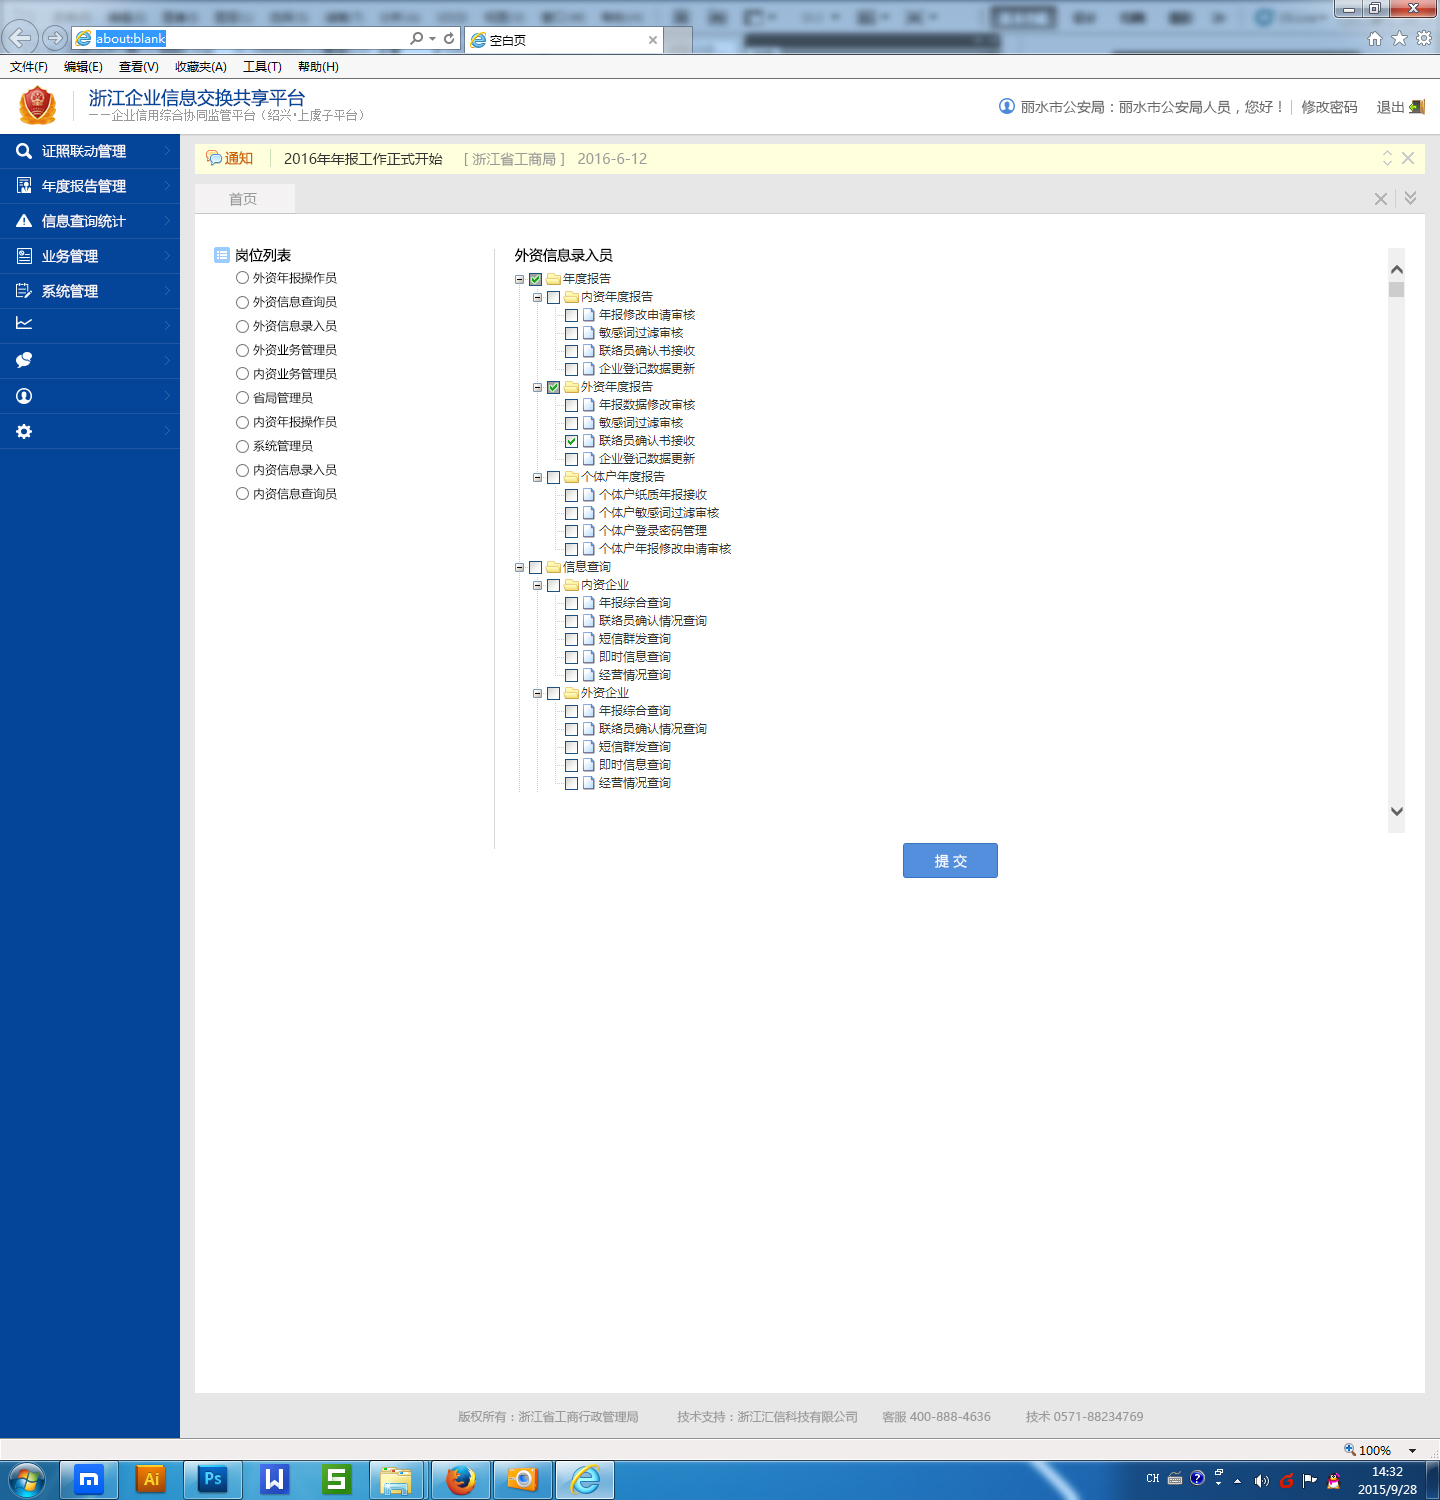 about:blank
空白页
文件(F) 编辑(E) 查看(V) 收藏夹(A) 工具(T) 帮助(H)
浙江企业信息交换共享平台
——企业信用综合协同监管平台（绍兴·上虞子平台）
丽水市公安局：丽水市公安局人员，您好！ 修改密码 退出
证照联动管理
年度报告管理
信息查询统计
业务管理
系统管理
通知 2016年年报工作正式开始 [ 浙江省工商局 ] 2016-6-12
首页
岗位列表
外资年报操作员
外资信息查询员
外资信息录入员
外资业务管理员
内资业务管理员
省局管理员
内资年报操作员
系统管理员
内资信息录入员
内资信息查询员
外资信息录入员
年度报告
内资年度报告
年报修改申请审核
敏感词过滤审核
联络员确认书接收
企业登记数据更新
外资年度报告
年报数据修改审核
敏感词过滤审核
联络员确认书接收
企业登记数据更新
个体户年度报告
个体户纸质年报接收
个体户敏感词过滤审核
个体户登录密码管理
个体户年报修改申请审核
信息查询
内资企业
年报综合查询
联络员确认情况查询
短信群发查询
即时信息查询
经营情况查询
外资企业
年报综合查询
联络员确认情况查询
短信群发查询
即时信息查询
经营情况查询
提 交
版权所有：浙江省工商行政管理局 技术支持：浙江汇信科技有限公司 客服 400-888-4636 技术 0571-88234769
100%
m Ai Ps W S
CH
14:32
2015/9/28